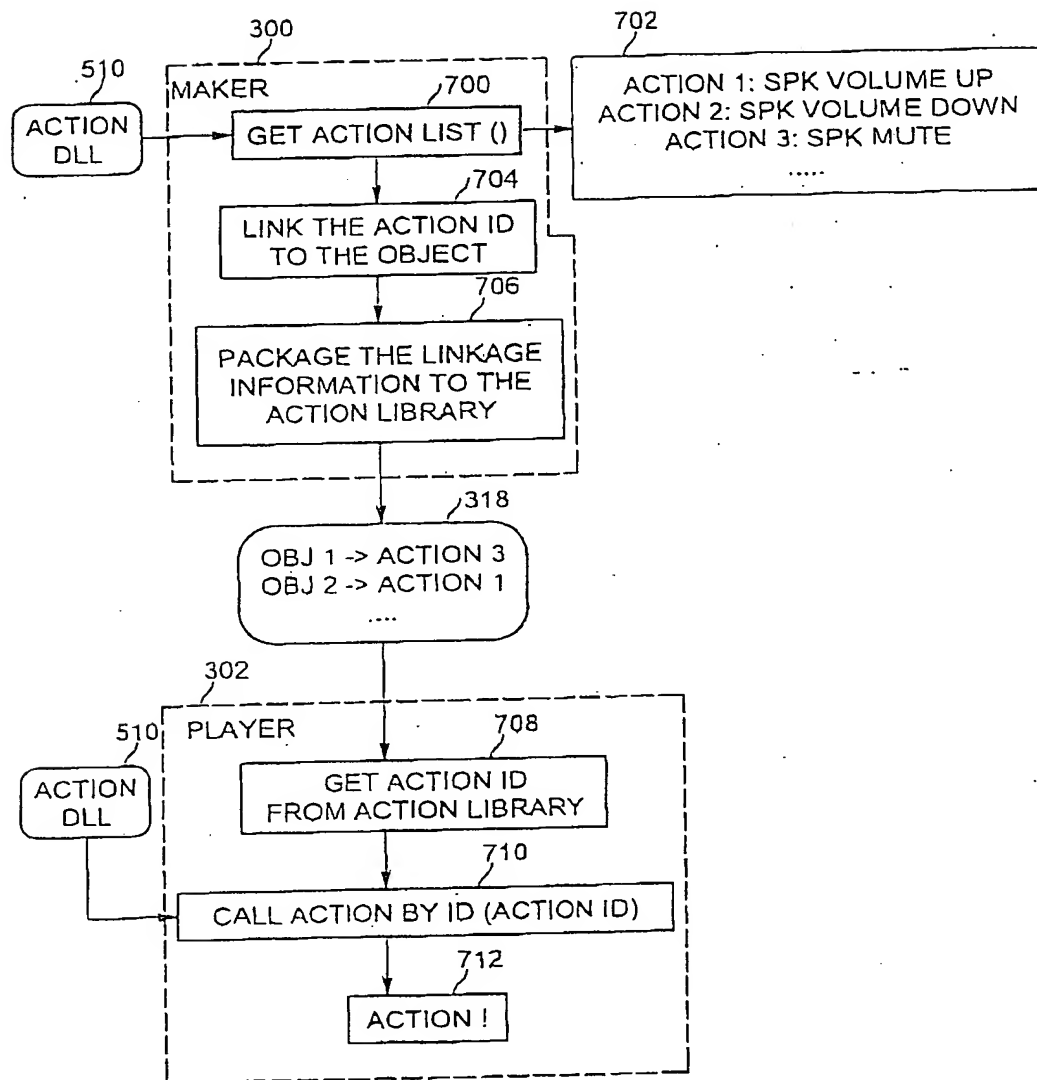 300
702
510
MAKER
700
ACTION
DLL
GET ACTION LIST ()
ACTION 1: SPK VOLUME UP
ACTION 2: SPK VOLUME DOWN
ACTION 3: SPK MUTE
.....
704
LINK THE ACTION ID
TO THE OBJECT
706
PACKAGE THE LINKAGE
INFORMATION TO THE
ACTION LIBRARY
318
OBJ 1 -> ACTION 3
OBJ 2 -> ACTION 1
....
302
PLAYER
510
708
ACTION
DLL
GET ACTION ID
FROM ACTION LIBRARY
710
CALL ACTION BY ID (ACTION ID)
712
ACTION !